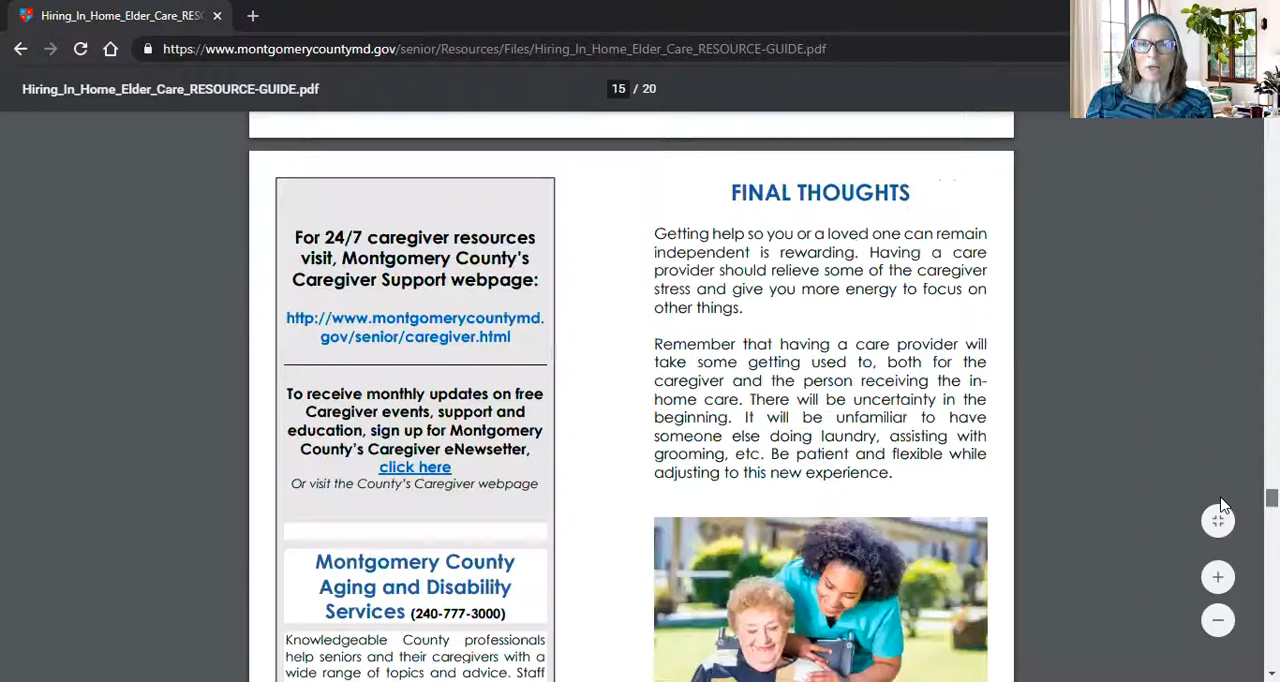 Hiring_In_Home_Elder_Care_RES
https://www.montgomerycountymd.gov/senior/Resources/Files/Hiring_In_Home_Elder_Care_RESOURCE-GUIDE.pdf
Hiring_In_Home_Elder_Care_RESOURCE-GUIDE.pdf
15 / 20
For 24/7 caregiver resources
visit, Montgomery County's
Caregiver Support webpage:
http://www.montgomerycountymd.
gov/senior/caregiver.html
To receive monthly updates on free
Caregiver events, support and
education, sign up for Montgomery
County's Caregiver eNewsetter,
click here
Or visit the County's Caregiver webpage
Montgomery County
Aging and Disability
Services (240-777-3000)
Knowledgeable County professionals
help seniors and their caregivers with a
wide range of topics and advice. Staff
FINAL THOUGHTS
Getting help so you or a loved one can remain
independent is rewarding. Having a care
provider should relieve some of the caregiver
stress and give you more energy to focus on
other things.
Remember that having a care provider will
take some getting used to, both for the
caregiver and the person receiving the in-
home care. There will be uncertainty in the
beginning. It will be unfamiliar to have
someone else doing laundry, assisting with
grooming, etc. Be patient and flexible while
adjusting to this new experience.